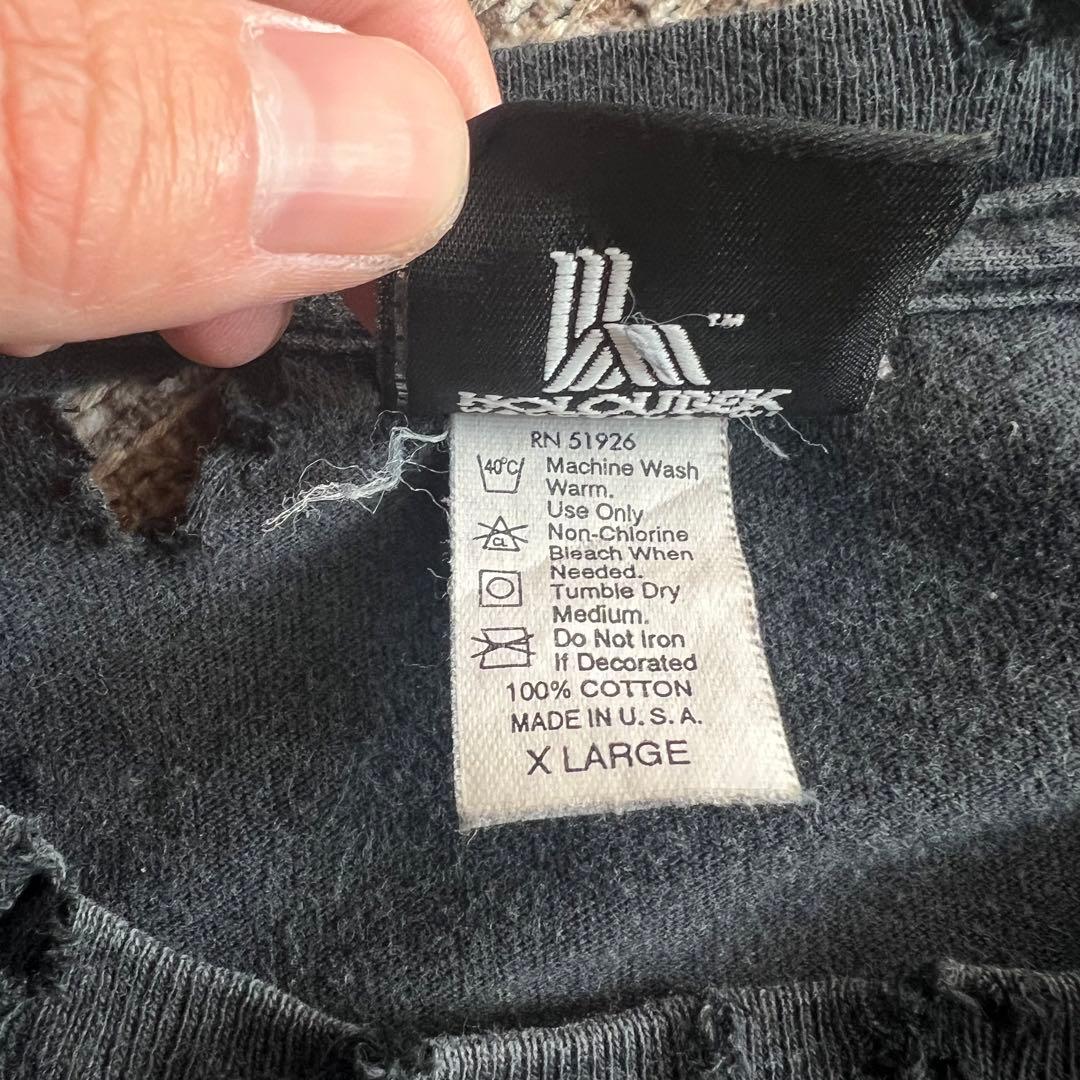 TM
HOLOUBEK
RN 51926
40°C Machine Wash
Warm.
Use Only
CL Non-Chlorine
Bleach When
Needed.
Tumble Dry
Medium.
Do Not Iron
If Decorated
100% COTTON
MADE IN U.S.A.
X LARGE